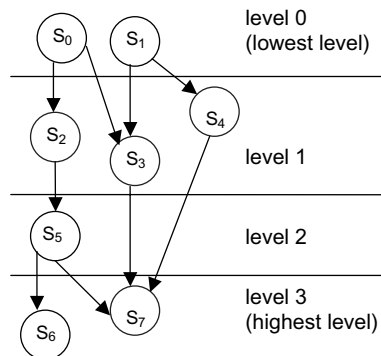 level 0
(lowest level)
S0 S1
S4
S2
S3
level 1
S5
level 2
level 3
(highest level)
S7
S6